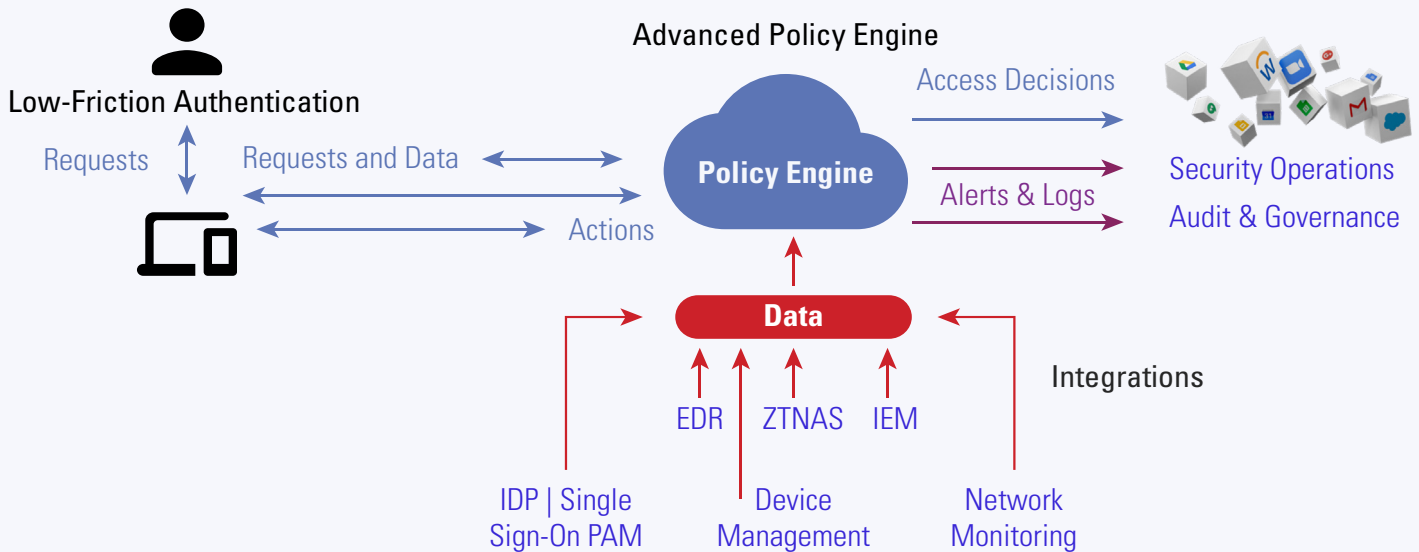 Advanced Policy Engine
Low-Friction Authentication
Access Decisions
Requests
Requests and Data
Policy Engine
Security Operations
Alerts & Logs
Audit & Governance
Actions
Data
Integrations
EDR
ZTNAS
IEM
IDP | Single
Sign-On PAM
Device
Management
Network
Monitoring